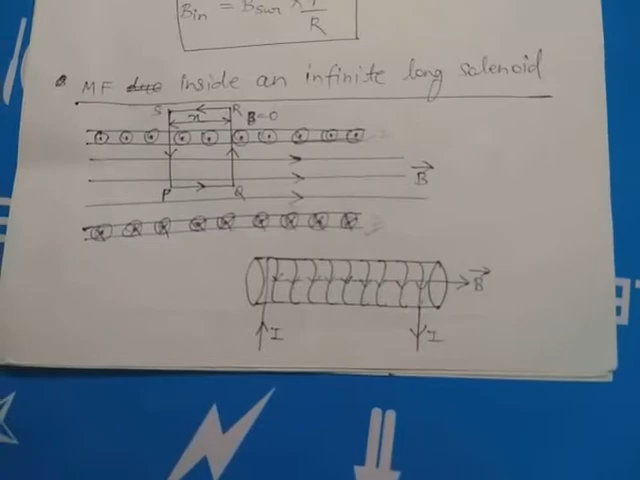 B_in = B_sur × r/R
MF due inside an infinite long solenoid
S R
x B=0
B
P Q
B
I I